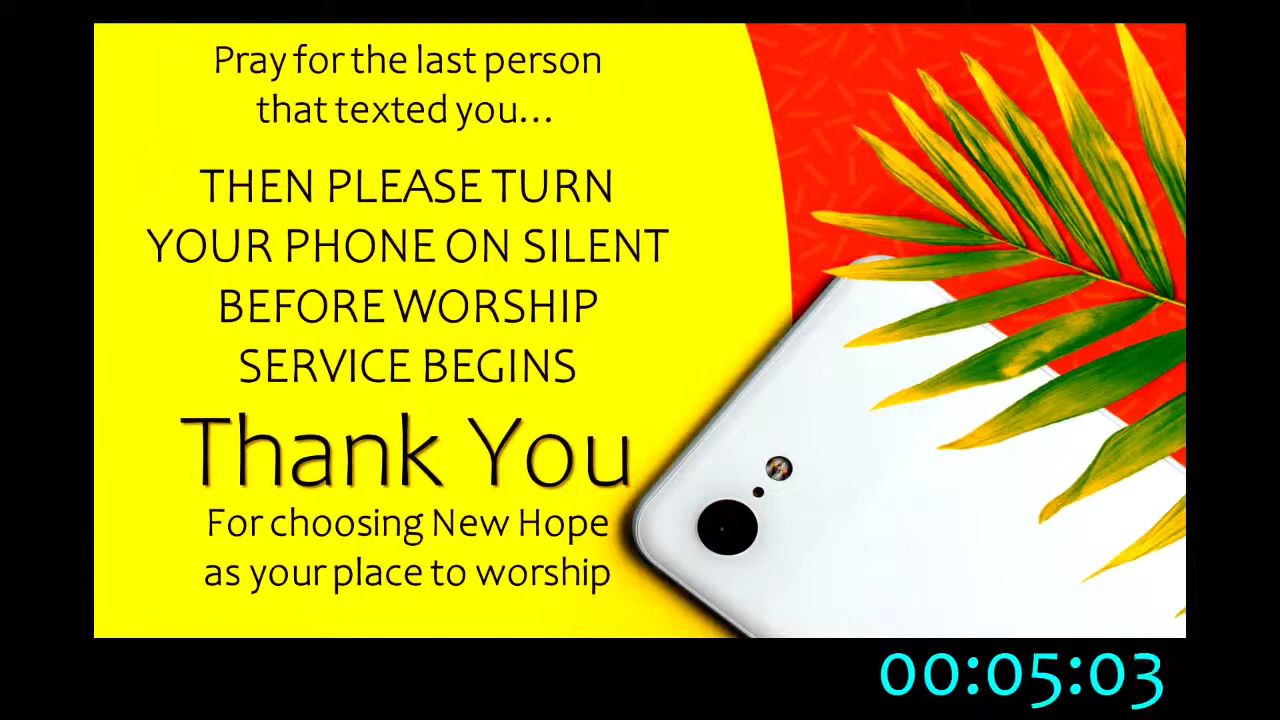 Pray for the last person
that texted you...
THEN PLEASE TURN
YOUR PHONE ON SILENT
BEFORE WORSHIP
SERVICE BEGINS
Thank You
For choosing New Hope
as your place to worship
00:05:03